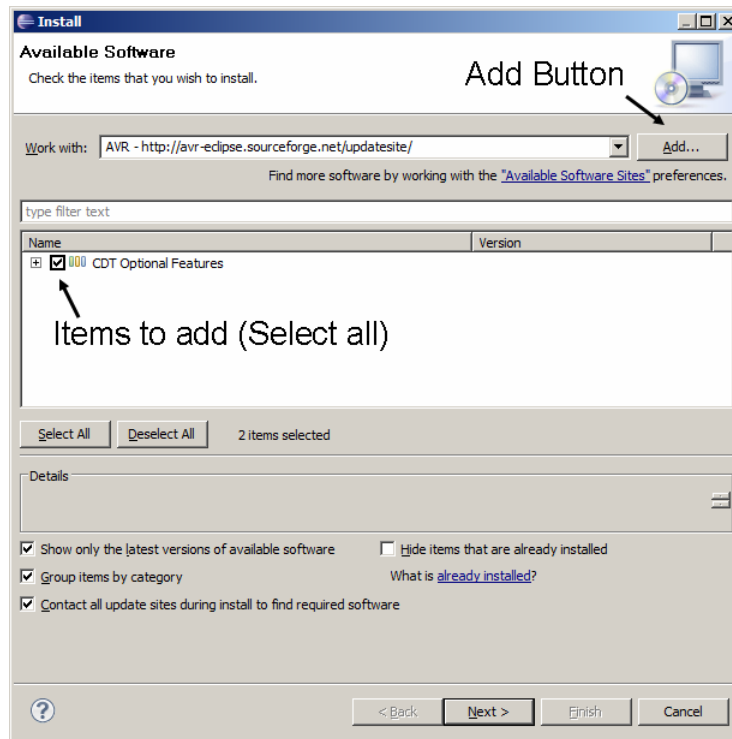 Install
Available Software
Check the items that you wish to install.
Add Button
Work with: AVR - http://avr-eclipse.sourceforge.net/updatesite/ Add...
Find more software by working with the "Available Software Sites" preferences.
type filter text
Name Version
CDT Optional Features
Items to add (Select all)
Select All Deselect All 2 items selected
Details
Show only the latest versions of available software Hide items that are already installed
Group items by category What is already installed?
Contact all update sites during install to find required software
? < Back Next > Finish Cancel